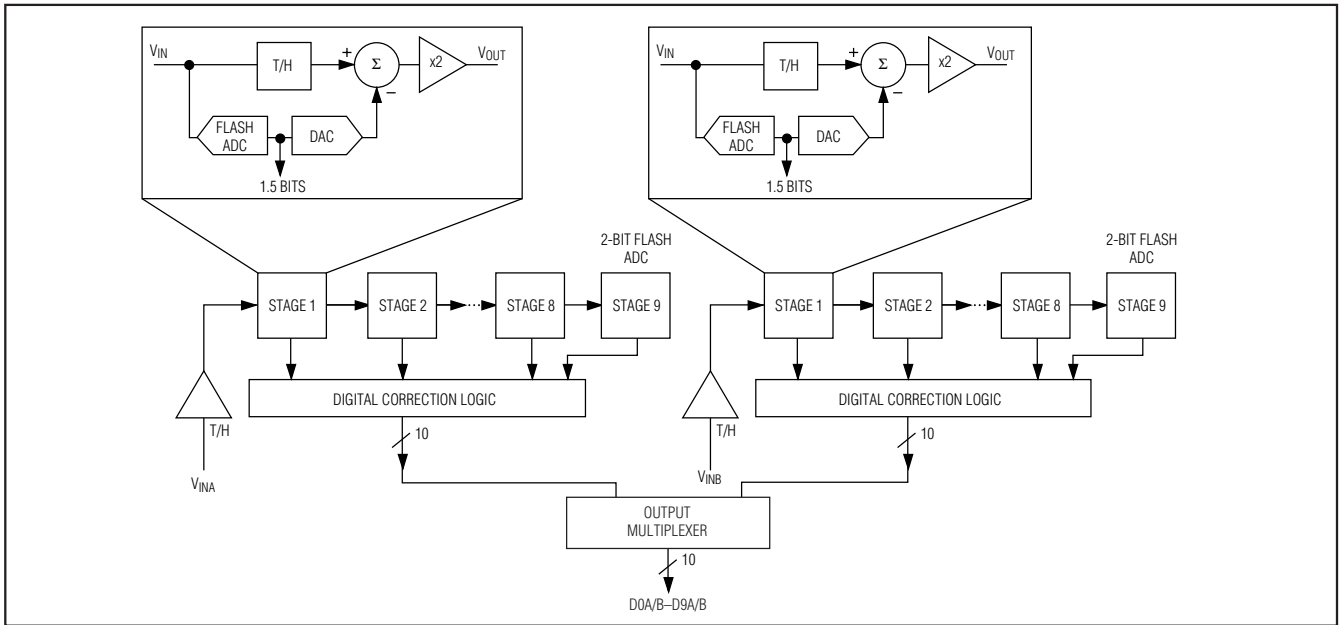 VIN
T/H
+
Σ
–
x2
VOUT
FLASH
ADC
DAC
1.5 BITS
VIN
T/H
+
Σ
–
x2
VOUT
FLASH
ADC
DAC
1.5 BITS
2-BIT FLASH
ADC
STAGE 1
STAGE 2
...
STAGE 8
STAGE 9
2-BIT FLASH
ADC
STAGE 1
STAGE 2
...
STAGE 8
STAGE 9
DIGITAL CORRECTION LOGIC
T/H
10
VINA
DIGITAL CORRECTION LOGIC
T/H
10
VINB
OUTPUT
MULTIPLEXER
10
D0A/B–D9A/B